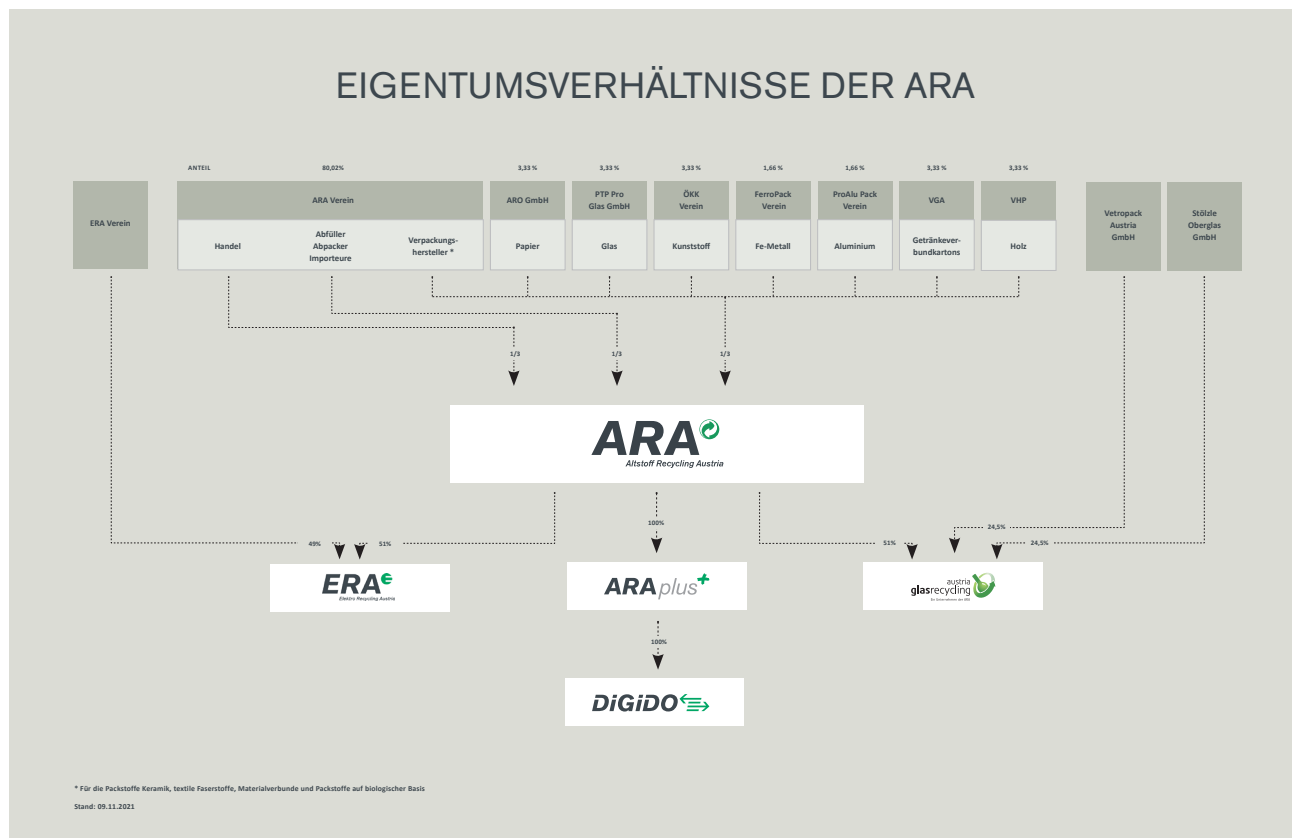 EIGENTUMSVERHÄLTNISSE DER ARA
ANTEIL
80,02%
3,33 %
3,33 %
3,33 %
1,66 %
1,66 %
3,33 %
3,33 %
ERA Verein
ARA Verein
ARO GmbH
PTP Pro
Glas GmbH
ÖKK
Verein
FerroPack
Verein
ProAlu Pack
Verein
VGA
VHP
Vetropack
Austria
GmbH
Stölzle
Oberglas
GmbH
Handel
Abfüller
Abpacker
Importeure
Verpackungs-
hersteller *
Papier
Glas
Kunststoff
Fe-Metall
Aluminium
Getränkever-
bundkartons
Holz
1/3
1/3
1/3
ARA
Altstoff Recycling Austria
100%
24,5%
49%
51%
51%
24,5%
ERA
Elektro Recycling Austria
ARAplus
austria
glasrecycling
Ein Unternehmen der ARA
100%
DiGiDO
* Für die Packstoffe Keramik, textile Faserstoffe, Materialverbunde und Packstoffe auf biologischer Basis
Stand: 09.11.2021